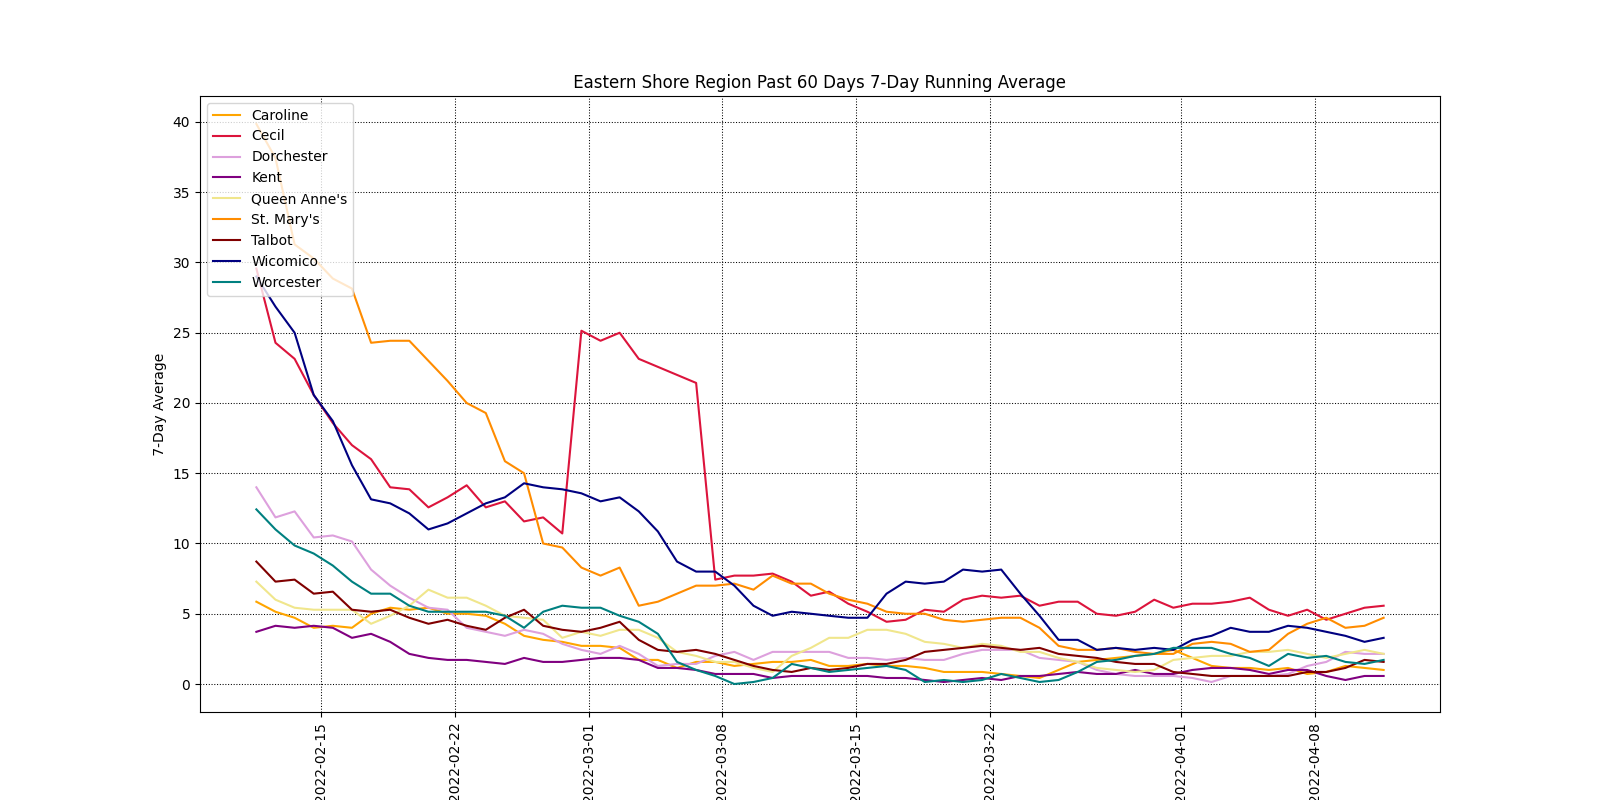 Eastern Shore Region Past 60 Days 7-Day Running Average
7-Day Average
40
35
30
25
20
15
10
5
0
Caroline
Cecil
Dorchester
Kent
Queen Anne's
St. Mary's
Talbot
Wicomico
Worcester
2022-02-15
2022-02-22
2022-03-01
2022-03-08
2022-03-15
2022-03-22
2022-04-01
2022-04-08